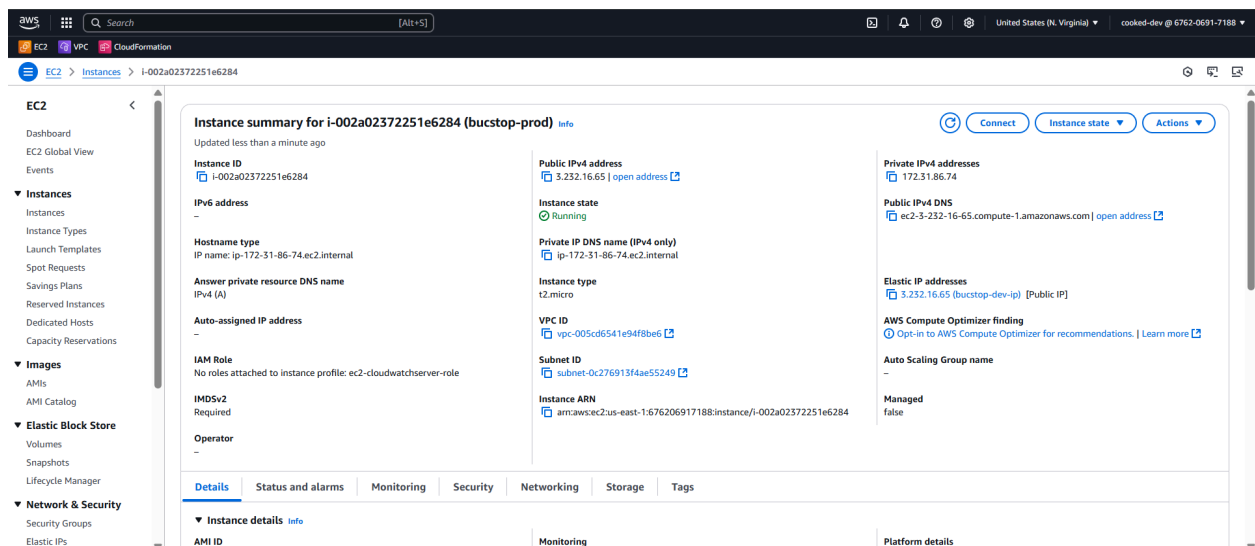 aws
Search
[Alt+S]
United States (N. Virginia) ▼
cooked-dev @ 6762-0691-7188 ▼
EC2
VPC
CloudFormation
EC2 > Instances > i-002a02372251e6284
EC2
Dashboard
EC2 Global View
Events
▼ Instances
Instances
Instance Types
Launch Templates
Spot Requests
Savings Plans
Reserved Instances
Dedicated Hosts
Capacity Reservations
▼ Images
AMIs
AMI Catalog
▼ Elastic Block Store
Volumes
Snapshots
Lifecycle Manager
▼ Network & Security
Security Groups
Elastic IPs
Instance summary for i-002a02372251e6284 (bucstop-prod) Info
Updated less than a minute ago
Connect
Instance state ▼
Actions ▼
Instance ID
i-002a02372251e6284
Public IPv4 address
3.232.16.65 | open address
Private IPv4 addresses
172.31.86.74
IPv6 address
–
Instance state
Running
Public IPv4 DNS
ec2-3-232-16-65.compute-1.amazonaws.com | open address
Hostname type
IP name: ip-172-31-86-74.ec2.internal
Private IP DNS name (IPv4 only)
ip-172-31-86-74.ec2.internal
Answer private resource DNS name
IPv4 (A)
Instance type
t2.micro
Elastic IP addresses
3.232.16.65 (bucstop-dev-ip) [Public IP]
Auto-assigned IP address
–
VPC ID
vpc-005cd6541e94f8be6
AWS Compute Optimizer finding
Opt-in to AWS Compute Optimizer for recommendations. | Learn more
IAM Role
No roles attached to instance profile: ec2-cloudwatchserver-role
Subnet ID
subnet-0c276913f4ae55249
Auto Scaling Group name
–
IMDSv2
Required
Instance ARN
arn:aws:ec2:us-east-1:676206917188:instance/i-002a02372251e6284
Managed
false
Operator
–
Details
Status and alarms
Monitoring
Security
Networking
Storage
Tags
▼ Instance details Info
AMI ID
Monitoring
Platform details